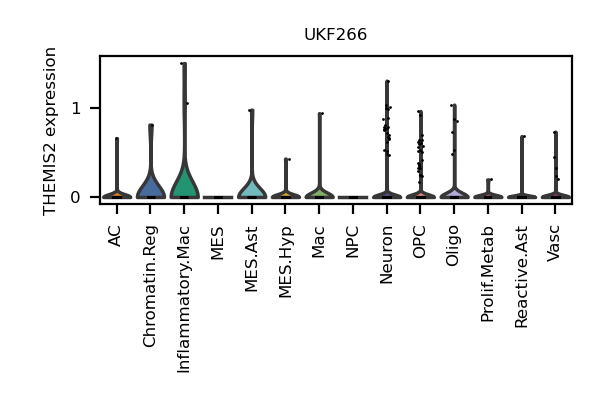 UKF266
THEMIS2 expression
1
0
AC
Chromatin.Reg
Inflammatory.Mac
MES
MES.Ast
MES.Hyp
Mac
NPC
Neuron
OPC
Oligo
Prolif.Metab
Reactive.Ast
Vasc